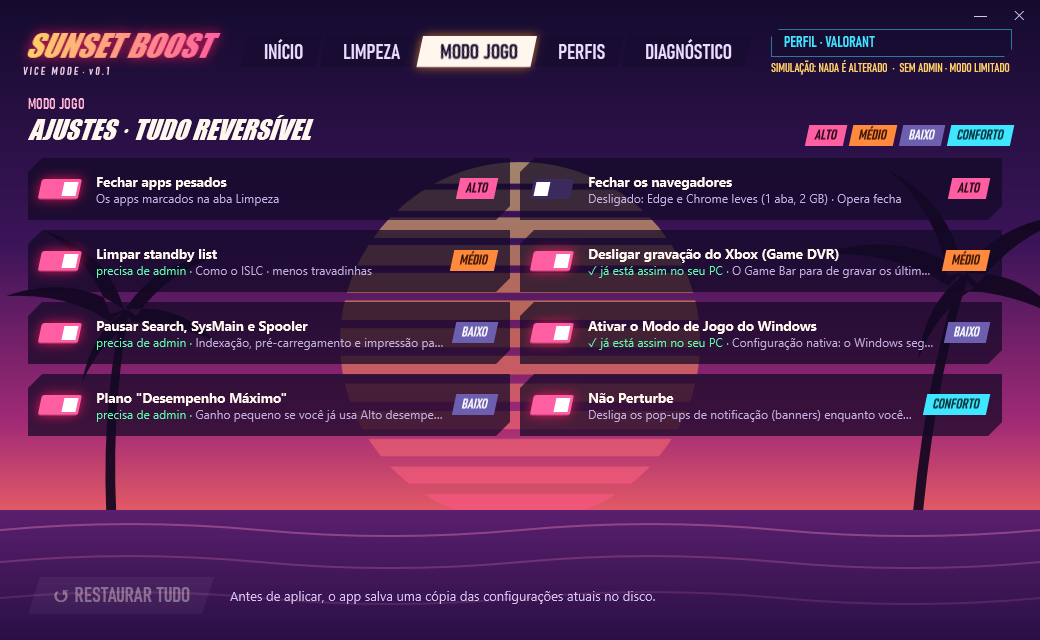 SUNSET BOOST
VICE MODE · v0.1
INÍCIO
LIMPEZA
MODO JOGO
PERFIS
DIAGNÓSTICO
PERFIL · VALORANT
SIMULAÇÃO: NADA É ALTERADO · SEM ADMIN · MODO LIMITADO
MODO JOGO
AJUSTES · TUDO REVERSÍVEL
ALTO
MÉDIO
BAIXO
CONFORTO
Fechar apps pesados
Os apps marcados na aba Limpeza
ALTO
Fechar os navegadores
Desligado: Edge e Chrome leves (1 aba, 2 GB) · Opera fecha
ALTO
Limpar standby list
precisa de admin · Como o ISLC · menos travadinhas
MÉDIO
Desligar gravação do Xbox (Game DVR)
✓ já está assim no seu PC · O Game Bar para de gravar os últim...
MÉDIO
Pausar Search, SysMain e Spooler
precisa de admin · Indexação, pré-carregamento e impressão pa...
BAIXO
Ativar o Modo de Jogo do Windows
✓ já está assim no seu PC · Configuração nativa: o Windows seg...
BAIXO
Plano "Desempenho Máximo"
precisa de admin · Ganho pequeno se você já usa Alto desempe...
BAIXO
Não Perturbe
Desliga os pop-ups de notificação (banners) enquanto você...
CONFORTO
↺ RESTAURAR TUDO
Antes de aplicar, o app salva uma cópia das configurações atuais no disco.